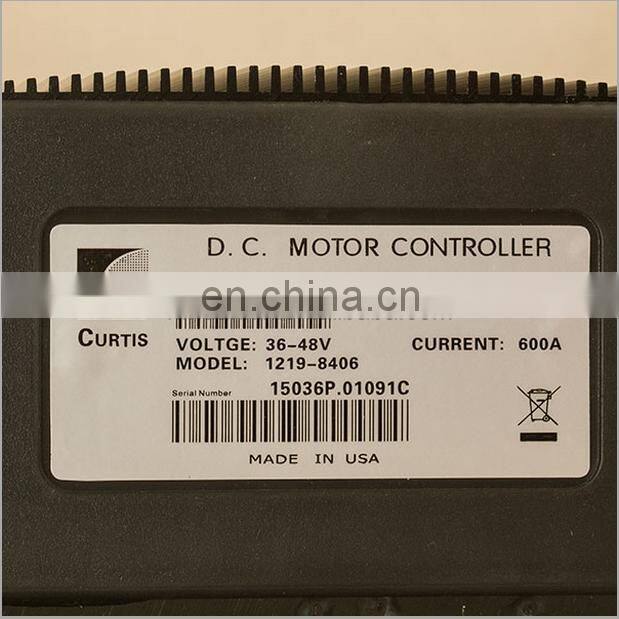 D. C. MOTOR CONTROLLER
en.china.cn
CURTIS
VOLTGE: 36-48V CURRENT: 600A
MODEL: 1219-8406
Serial Number 15036P.01091C
MADE IN USA